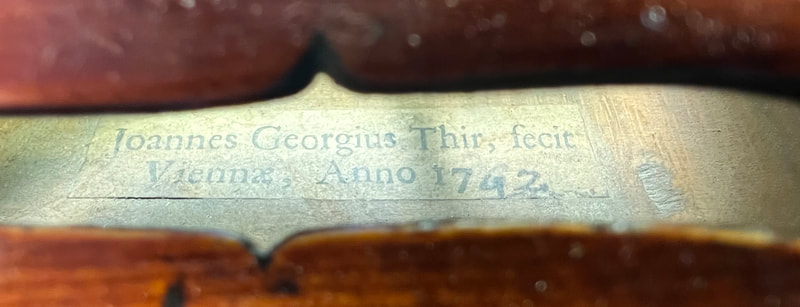 Joannes Georgius Thir, fecit
Viennæ, Anno 1742